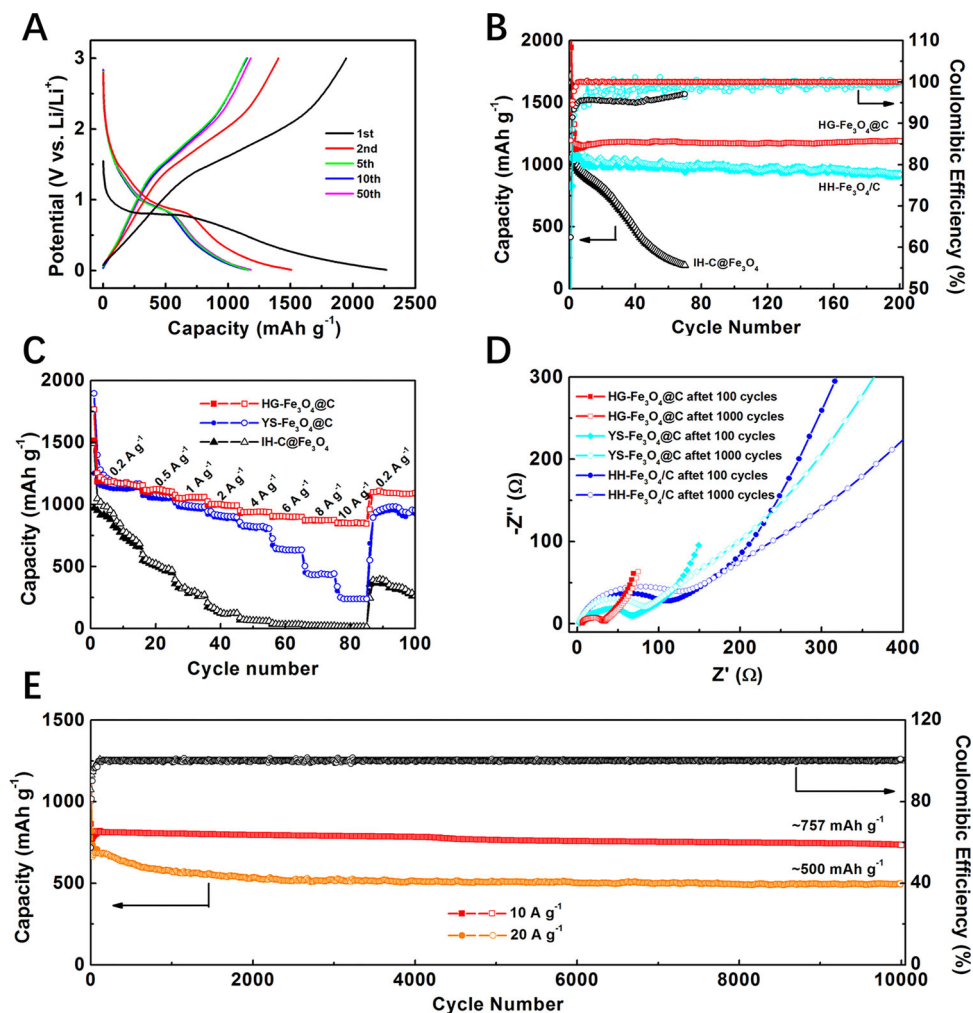 A
Potential (V vs. Li/Li⁺)
3
2
1
0
1st
2nd
5th
10th
50th
0 500 1000 1500 2000 2500
Capacity (mAh g⁻¹)
B
Capacity (mAh g⁻¹)
2000
1500
1000
500
0
HG-Fe₃O₄@C
HH-Fe₃O₄/C
IH-C@Fe₃O₄
110
100
90
80
70
60
50
Coulomibic Efficiency (%)
0 40 80 120 160 200
Cycle Number
C
Capacity (mAh g⁻¹)
2000
1500
1000
500
0
HG-Fe₃O₄@C
YS-Fe₃O₄@C
IH-C@Fe₃O₄
0.2 A g⁻¹
0.5 A g⁻¹
1 A g⁻¹
2 A g⁻¹
4 A g⁻¹
6 A g⁻¹
8 A g⁻¹
10 A g⁻¹
0.2 A g⁻¹
0 20 40 60 80 100
Cycle number
D
-Z'' (Ω)
300
200
100
0
HG-Fe₃O₄@C aftet 100 cycles
HG-Fe₃O₄@C aftet 1000 cycles
YS-Fe₃O₄@C aftet 100 cycles
YS-Fe₃O₄@C aftet 1000 cycles
HH-Fe₃O₄/C aftet 100 cycles
HH-Fe₃O₄/C aftet 1000 cycles
0 100 200 300 400
Z' (Ω)
E
Capacity (mAh g⁻¹)
1500
1000
500
0
~757 mAh g⁻¹
~500 mAh g⁻¹
10 A g⁻¹
20 A g⁻¹
120
80
40
0
Coulomibic Efficiency (%)
0 2000 4000 6000 8000 10000
Cycle Number